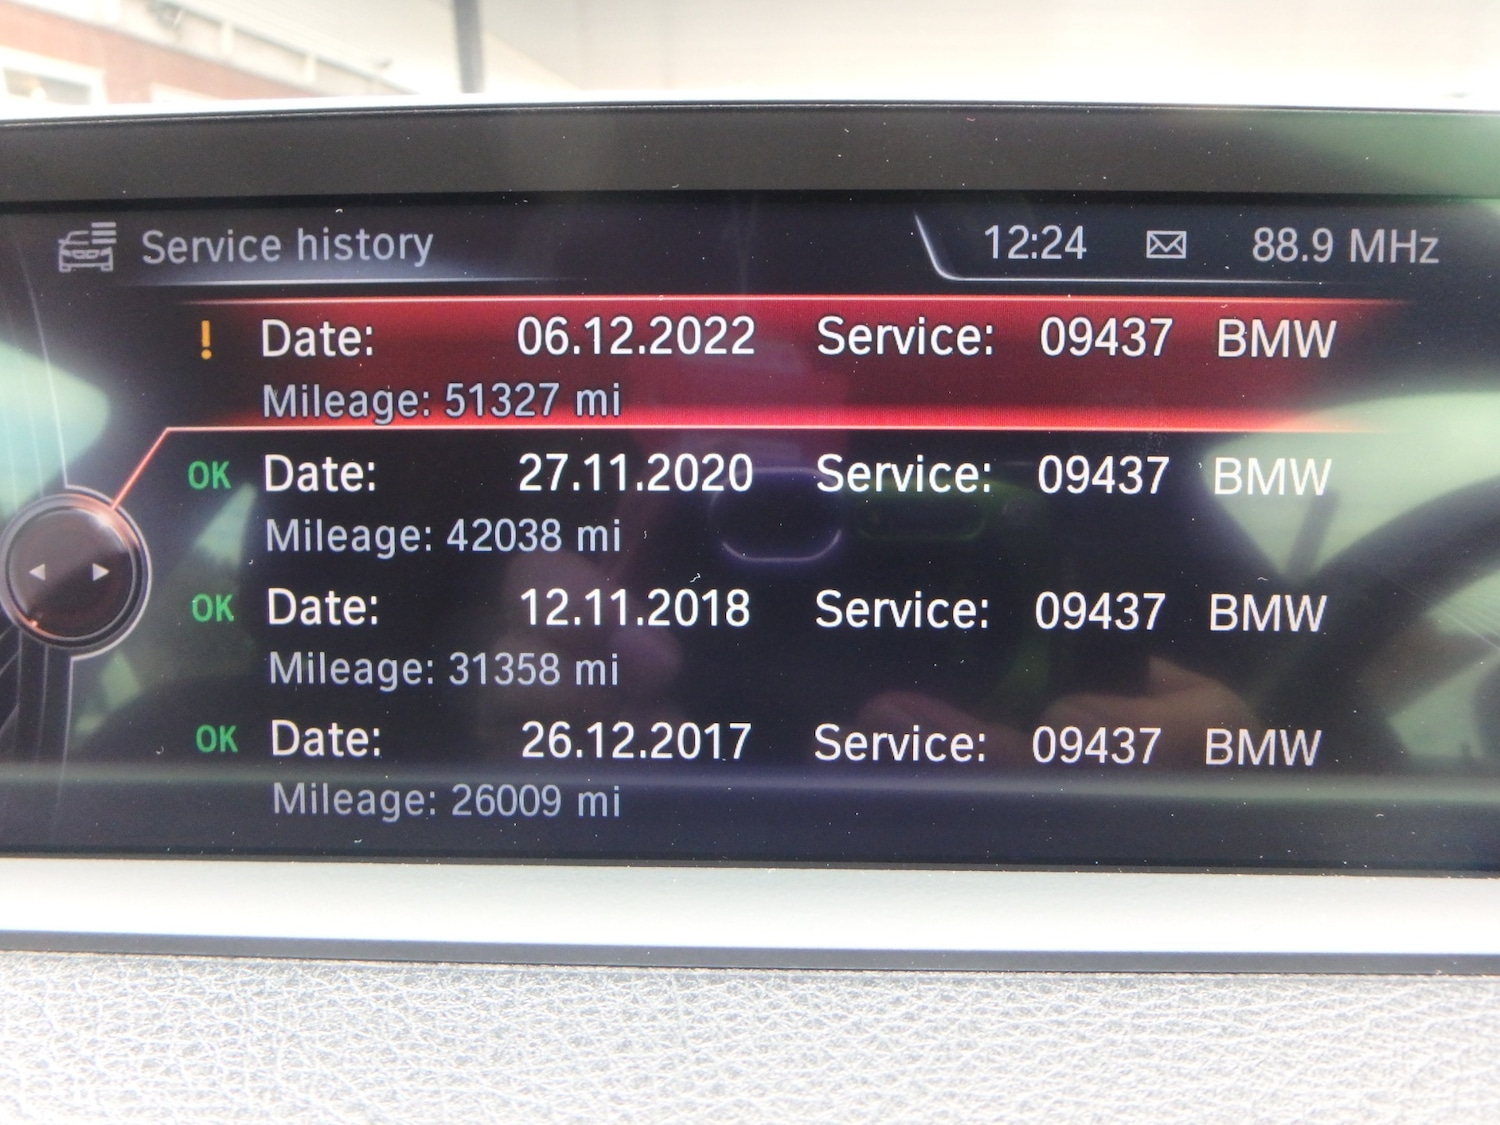 Service history 12:24 88.9 MHz
! Date: 06.12.2022 Service: 09437 BMW
Mileage: 51327 mi
OK Date: 27.11.2020 Service: 09437 BMW
Mileage: 42038 mi
OK Date: 12.11.2018 Service: 09437 BMW
Mileage: 31358 mi
OK Date: 26.12.2017 Service: 09437 BMW
Mileage: 26009 mi